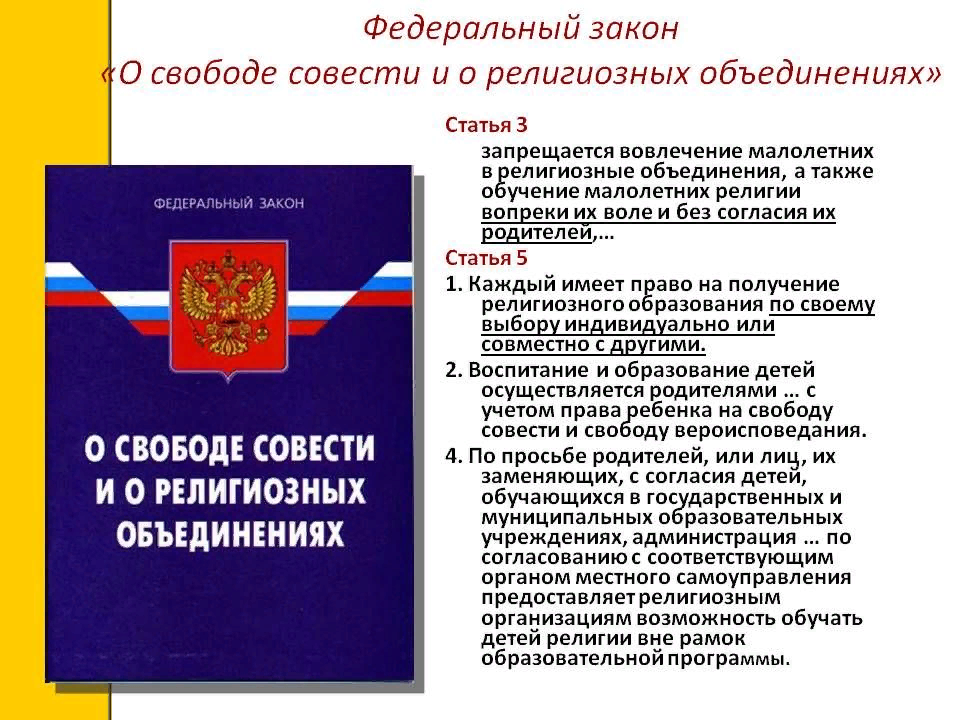 Федеральный закон
«О свободе совести и о религиозных объединениях»
ФЕДЕРАЛЬНЫЙ ЗАКОН
О СВОБОДЕ СОВЕСТИ
И О РЕЛИГИОЗНЫХ
ОБЪЕДИНЕНИЯХ
Статья 3
запрещается вовлечение малолетних
в религиозные объединения, а также
обучение малолетних религии
вопреки их воле и без согласия их
родителей,...
Статья 5
1. Каждый имеет право на получение
религиозного образования по своему
выбору индивидуально или
совместно с другими.
2. Воспитание и образование детей
осуществляется родителями ... с
учетом права ребенка на свободу
совести и свободу вероисповедания.
4. По просьбе родителей, или лиц, их
заменяющих, с согласия детей,
обучающихся в государственных и
муниципальных образовательных
учреждениях, администрация ... по
согласованию с соответствующим
органом местного самоуправления
предоставляет религиозным
организациям возможность обучать
детей религии вне рамок
образовательной программы.